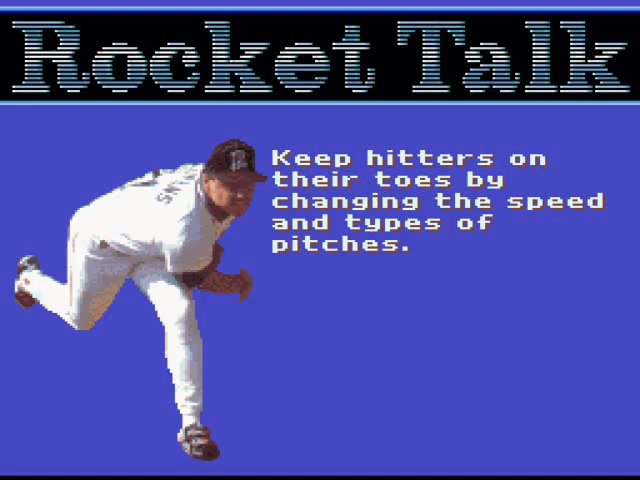 Rocket Talk
Keep hitters on
their toes by
changing the speed
and types of
pitches.